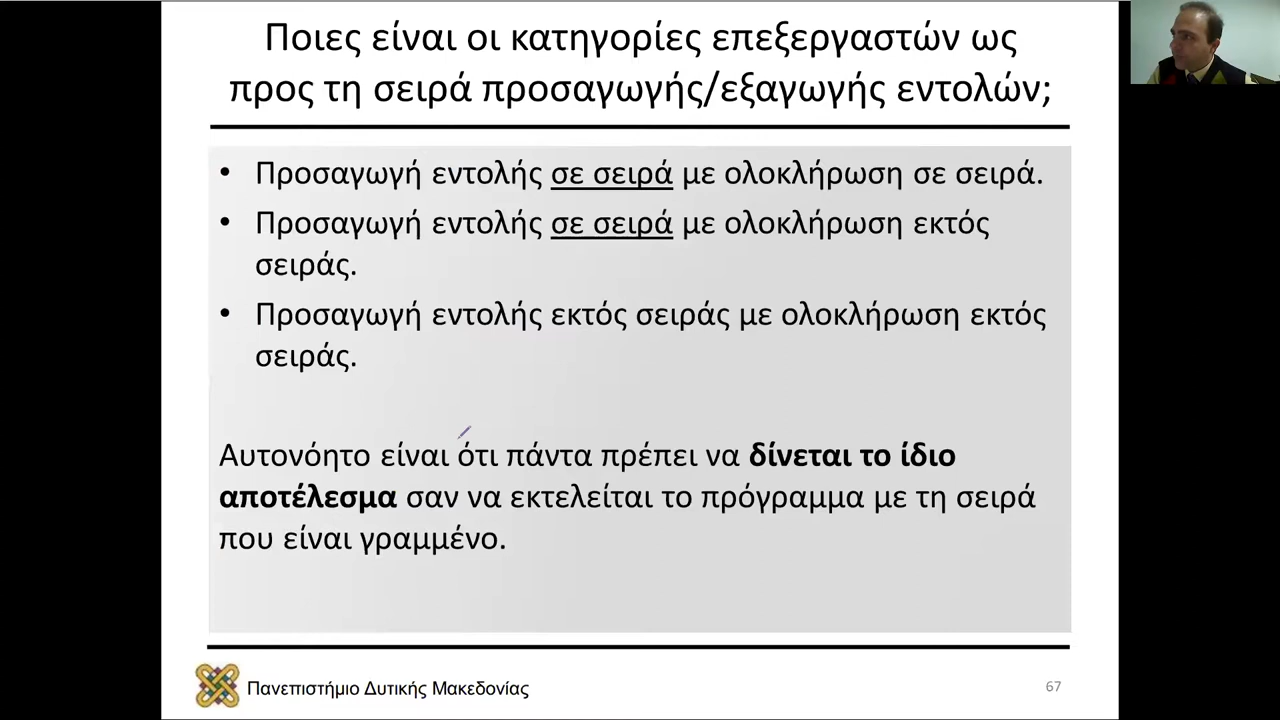 Ποιες είναι οι κατηγορίες επεξεργαστών ως
προς τη σειρά προσαγωγής/εξαγωγής εντολών;
• Προσαγωγή εντολής σε σειρά με ολοκλήρωση σε σειρά.
• Προσαγωγή εντολής σε σειρά με ολοκλήρωση εκτός
σειράς.
• Προσαγωγή εντολής εκτός σειράς με ολοκλήρωση εκτός
σειράς.
Αυτονόητο είναι ότι πάντα πρέπει να δίνεται το ίδιο
αποτέλεσμα σαν να εκτελείται το πρόγραμμα με τη σειρά
που είναι γραμμένο.
Πανεπιστήμιο Δυτικής Μακεδονίας
67